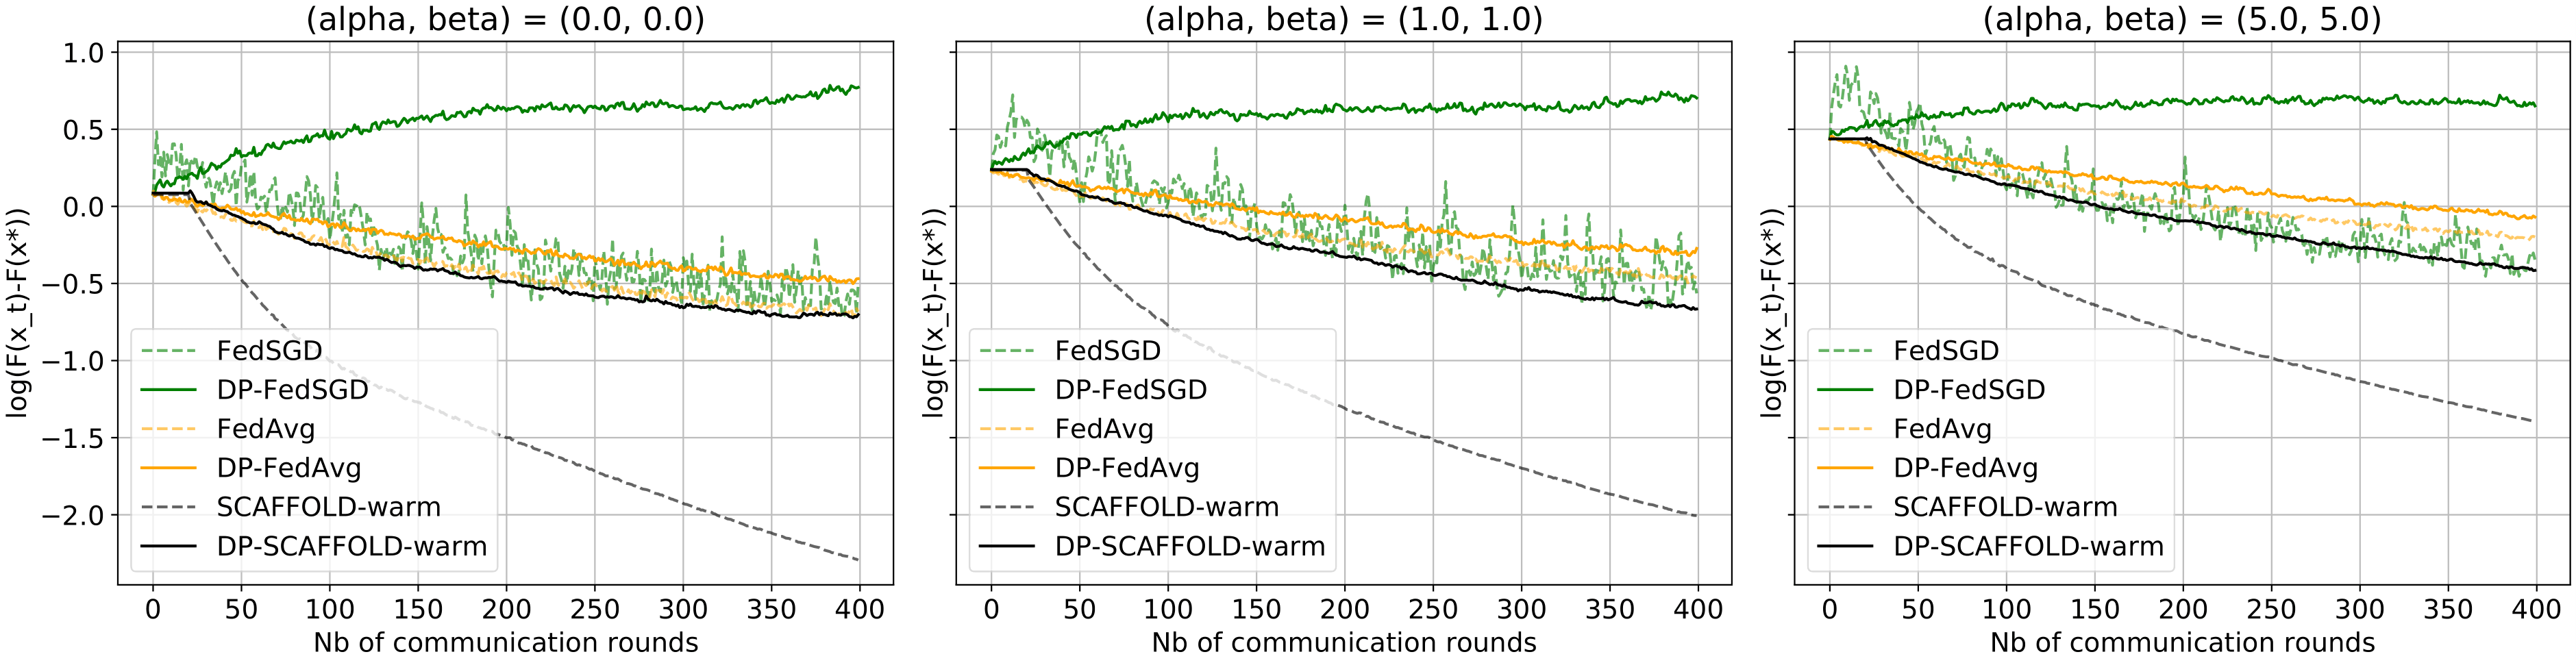 (alpha, beta) = (0.0, 0.0)
log(F(x_t)-F(x*))
1.0
0.5
0.0
−0.5
−1.0
−1.5
−2.0
FedSGD
DP-FedSGD
FedAvg
DP-FedAvg
SCAFFOLD-warm
DP-SCAFFOLD-warm
0 50 100 150 200 250 300 350 400
Nb of communication rounds
(alpha, beta) = (1.0, 1.0)
log(F(x_t)-F(x*))
FedSGD
DP-FedSGD
FedAvg
DP-FedAvg
SCAFFOLD-warm
DP-SCAFFOLD-warm
0 50 100 150 200 250 300 350 400
Nb of communication rounds
(alpha, beta) = (5.0, 5.0)
log(F(x_t)-F(x*))
FedSGD
DP-FedSGD
FedAvg
DP-FedAvg
SCAFFOLD-warm
DP-SCAFFOLD-warm
0 50 100 150 200 250 300 350 400
Nb of communication rounds